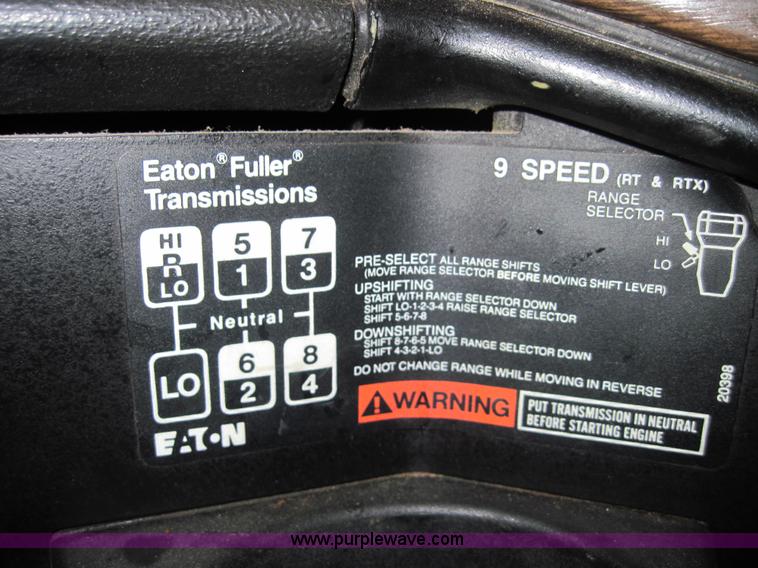 Eaton® Fuller®
Transmissions
9 SPEED (RT & RTX)
RANGE
SELECTOR
HI
LO
HI
R
LO
5
1
7
3
Neutral
LO
6
2
8
4
PRE-SELECT ALL RANGE SHIFTS
(MOVE RANGE SELECTOR BEFORE MOVING SHIFT LEVER)
UPSHIFTING
START WITH RANGE SELECTOR DOWN
SHIFT LO-1-2-3-4 RAISE RANGE SELECTOR
SHIFT 5-6-7-8
DOWNSHIFTING
SHIFT 8-7-6-5 MOVE RANGE SELECTOR DOWN
SHIFT 4-3-2-1-LO
DO NOT CHANGE RANGE WHILE MOVING IN REVERSE
20398
WARNING
PUT TRANSMISSION IN NEUTRAL
BEFORE STARTING ENGINE
EATON
www.purplewave.com